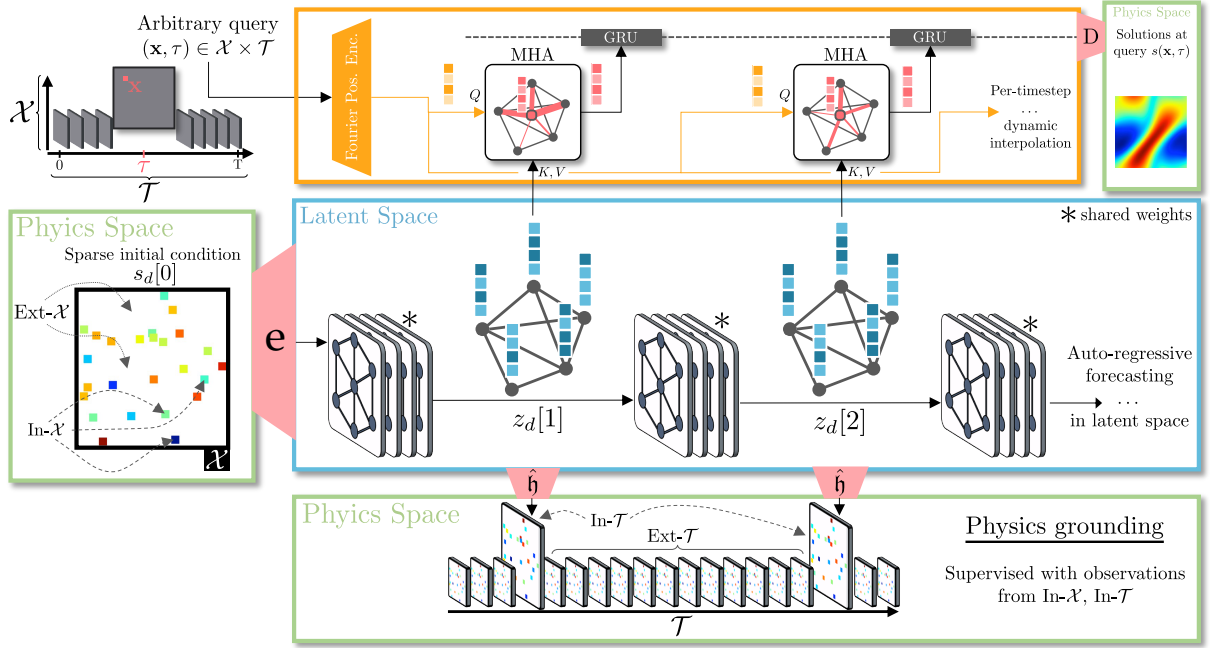 Arbitrary query
(x, τ) ∈ 𝒳 × 𝒯
x
𝒳
0
τ
T
𝒯
Fourier Pos. Enc.
MHA
GRU
Q
K, V
MHA
GRU
Q
K, V
D
Per-timestep
...
dynamic
interpolation
Phyics Space
Solutions at
query s(x, τ)
Phyics Space
Sparse initial condition
s_d[0]
Ext-𝒳
In-𝒳
𝒳
e
Latent Space
* shared weights
*
*
*
z_d[1]
z_d[2]
Auto-regressive
forecasting
...
in latent space
𝔥̂
𝔥̂
Phyics Space
In-𝒯
Ext-𝒯
𝒯
Physics grounding
Supervised with observations
from In-𝒳, In-𝒯